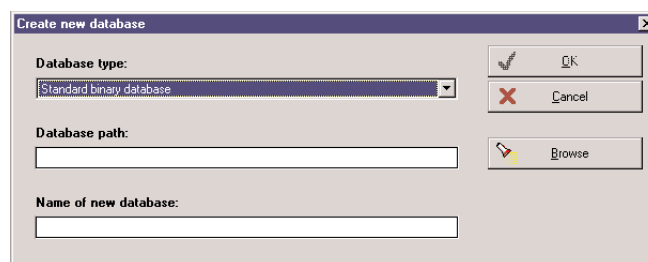 Create new database
Database type:
Standard binary database
Database path:
Name of new database:
OK
Cancel
Browse